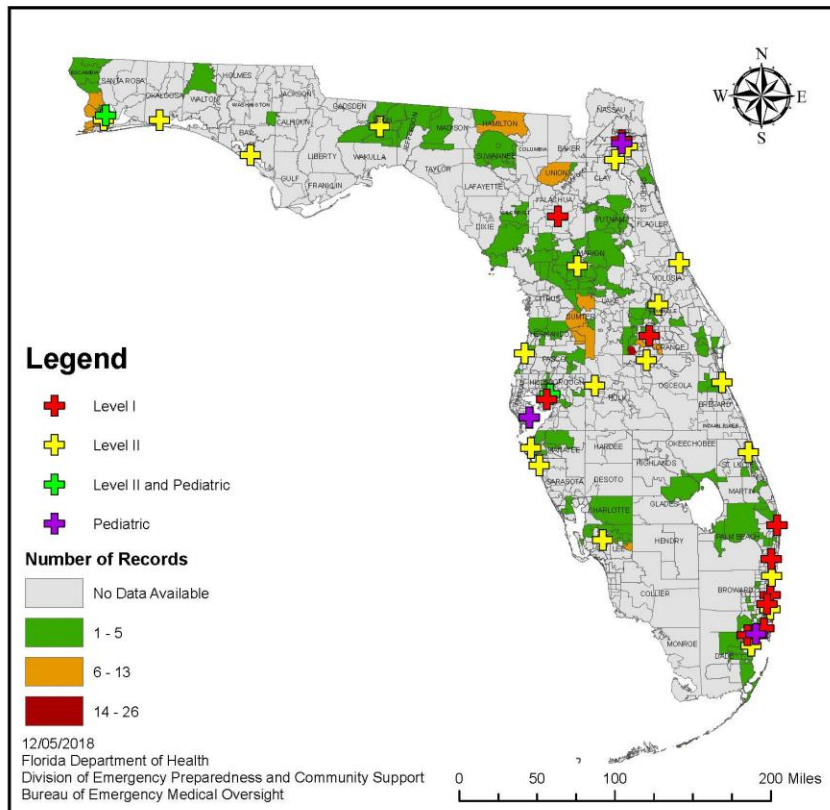 N
W E
S
ESCAMBIA
SANTA ROSA
OKALOOSA
HOLMES
WALTON
WASHINGTON
JACKSON
BAY
CALHOUN
GADSDEN
LIBERTY
GULF
FRANKLIN
WAKULLA
JEFFERSON
MADISON
HAMILTON
TAYLOR
SUWANNEE
COLUMBIA
LAFAYETTE
DIXIE
BAKER
NASSAU
UNION
CLAY
ALACHUA
PUTNAM
FLAGLER
MARION
VOLUSIA
CITRUS
LAKE
SUMTER
HERNANDO
ORANGE
PASCO
HILLSBOROUGH
POLK
OSCEOLA
BREVARD
INDIAN RIVER
MANATEE
HARDEE
OKEECHOBEE
HIGHLANDS
ST. LUCIE
SARASOTA
DESOTO
MARTIN
CHARLOTTE
GLADES
PALM BEACH
LEE
HENDRY
COLLIER
BROWARD
MONROE
DADE
Legend
Level I
Level II
Level II and Pediatric
Pediatric
Number of Records
No Data Available
1 - 5
6 - 13
14 - 26
12/05/2018
Florida Department of Health
Division of Emergency Preparedness and Community Support
Bureau of Emergency Medical Oversight
0 50 100 200 Miles